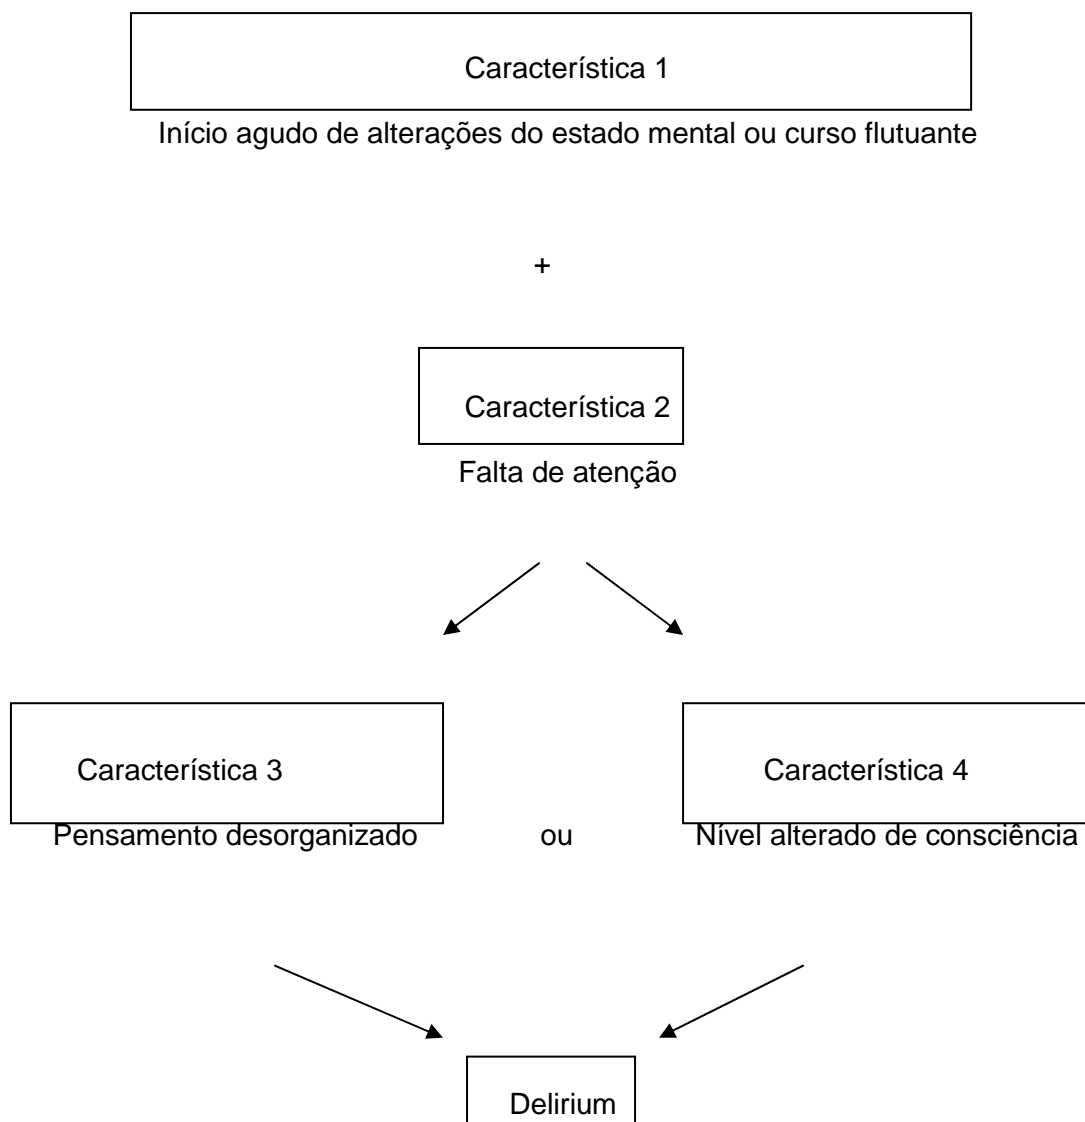 Característica 1
Início agudo de alterações do estado mental ou curso flutuante
+
Característica 2
Falta de atenção
Característica 3
Característica 4
Pensamento desorganizado
ou
Nível alterado de consciência
Delirium